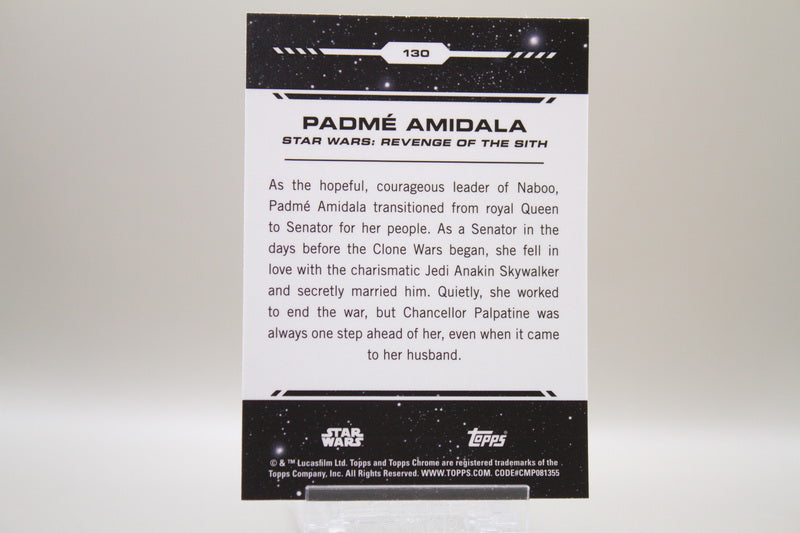 130
PADMÉ AMIDALA
STAR WARS: REVENGE OF THE SITH
As the hopeful, courageous leader of Naboo,
Padmé Amidala transitioned from royal Queen
to Senator for her people. As a Senator in the
days before the Clone Wars began, she fell in
love with the charismatic Jedi Anakin Skywalker
and secretly married him. Quietly, she worked
to end the war, but Chancellor Palpatine was
always one step ahead of her, even when it came
to her husband.
STAR WARS
TOPPS®
© & ™ Lucasfilm Ltd. Topps and Topps Chrome are registered trademarks of the
Topps Company, Inc. All Rights Reserved. WWW.TOPPS.COM. CODE#CMP081355